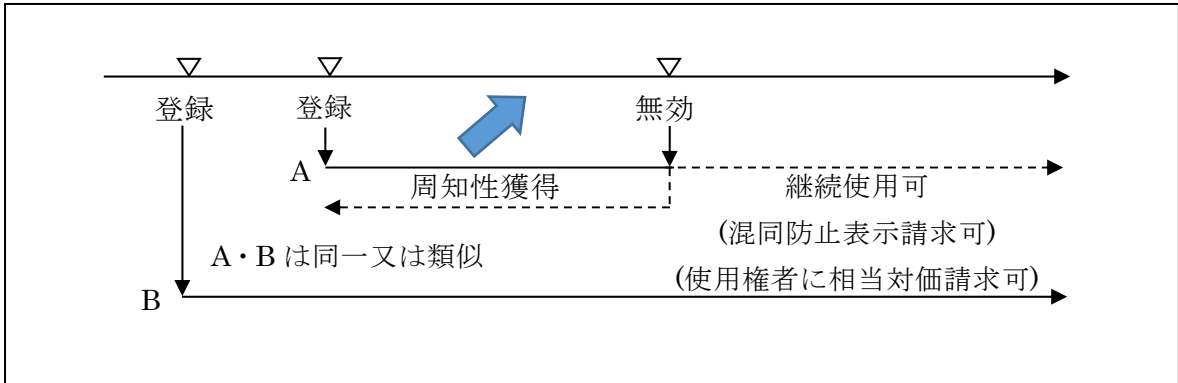 登録 登録 無効
A
周知性獲得 継続使用可
(混同防止表示請求可)
A・B は同一又は類似
(使用権者に相当対価請求可)
B